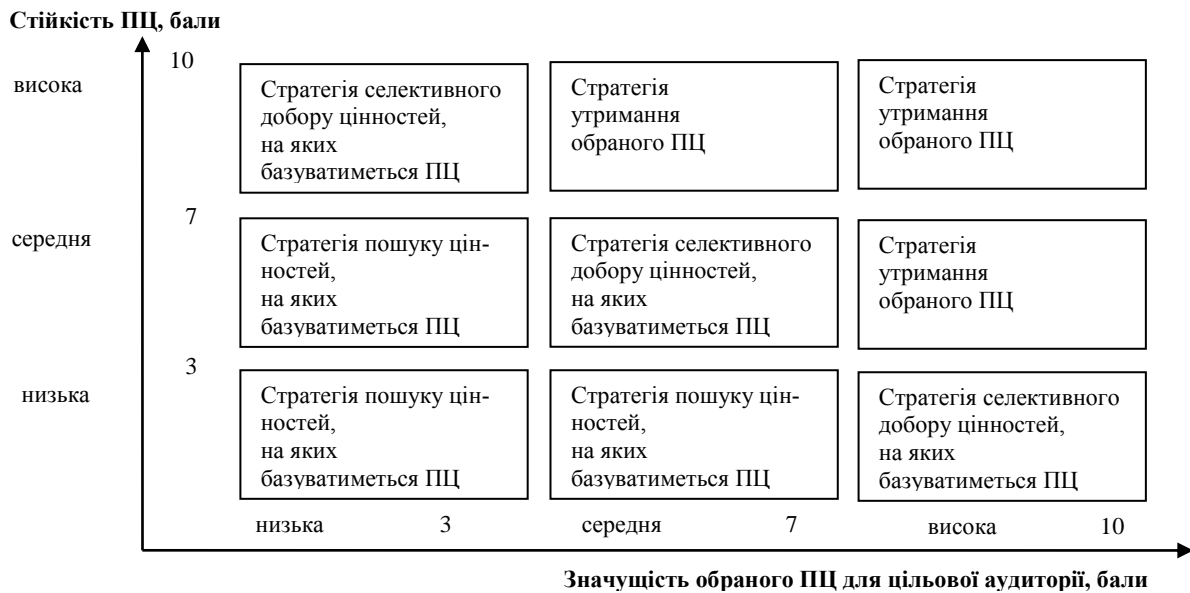 Стійкість ПЦ, бали
10
висока
Стратегія селективного
добору цінностей,
на яких
базуватиметься ПЦ
Стратегія
утримання
обраного ПЦ
Стратегія
утримання
обраного ПЦ
7
середня
Стратегія пошуку цін-
ностей,
на яких
базуватиметься ПЦ
Стратегія селективного
добору цінностей,
на яких
базуватиметься ПЦ
Стратегія
утримання
обраного ПЦ
3
низька
Стратегія пошуку цін-
ностей,
на яких
базуватиметься ПЦ
Стратегія пошуку цін-
ностей,
на яких
базуватиметься ПЦ
Стратегія селективного
добору цінностей,
на яких
базуватиметься ПЦ
низька 3 середня 7 висока 10
Значущість обраного ПЦ для цільової аудиторії, бали